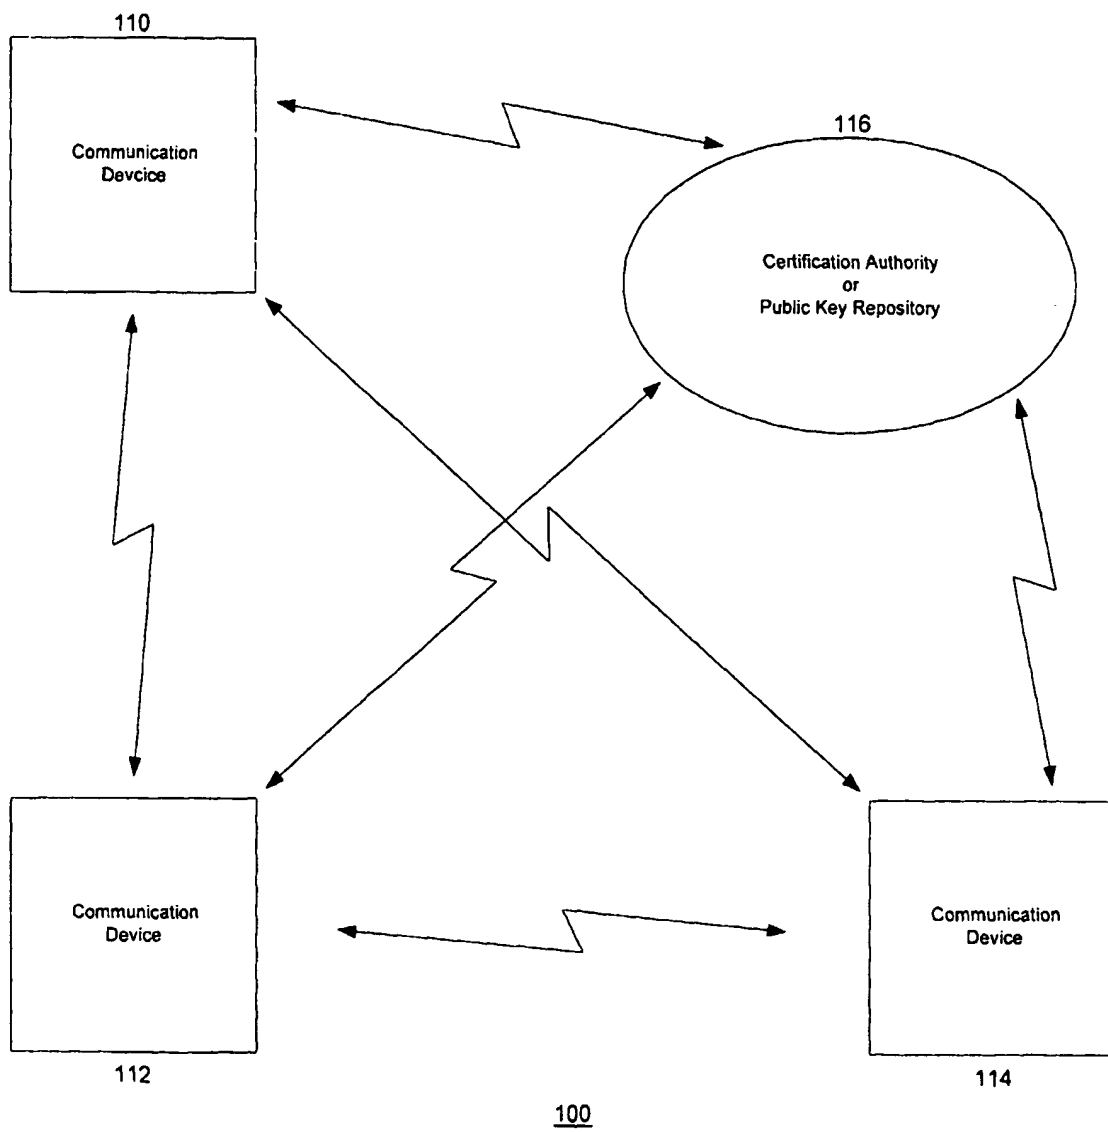 110
Communication
Devcice
116
Certification Authority
or
Public Key Repository
Communication
Device
Communication
Device
112
114
100